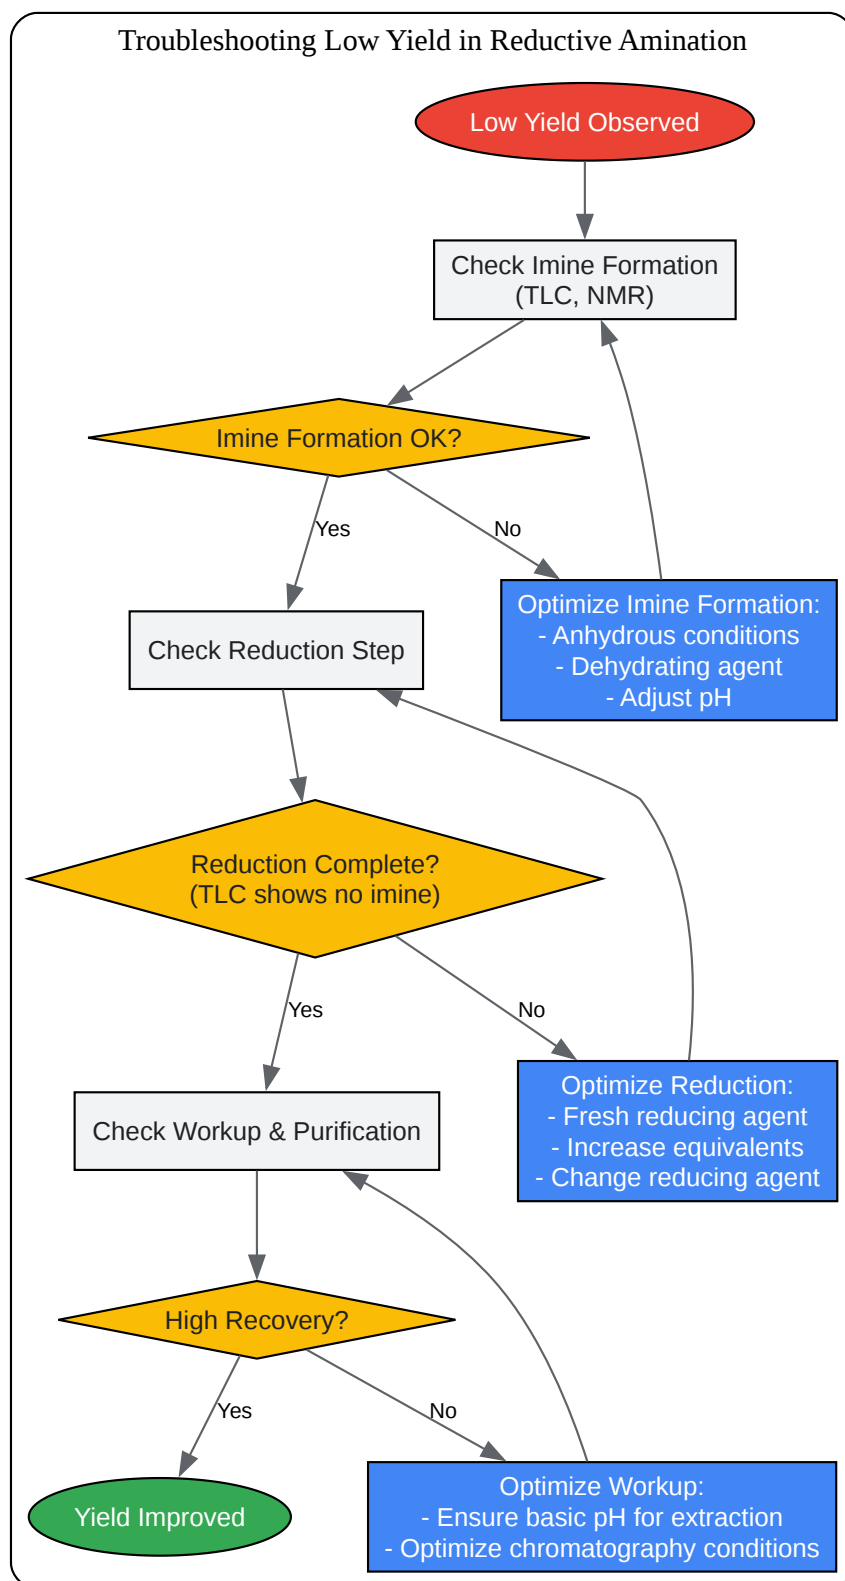 Troubleshooting Low Yield in Reductive Amination
Low Yield Observed
Check Imine Formation
(TLC, NMR)
Imine Formation OK?
Yes
No
Optimize Imine Formation:
- Anhydrous conditions
- Dehydrating agent
- Adjust pH
Check Reduction Step
Reduction Complete?
(TLC shows no imine)
Yes
No
Optimize Reduction:
- Fresh reducing agent
- Increase equivalents
- Change reducing agent
Check Workup & Purification
High Recovery?
Yes
No
Optimize Workup:
- Ensure basic pH for extraction
- Optimize chromatography conditions
Yield Improved